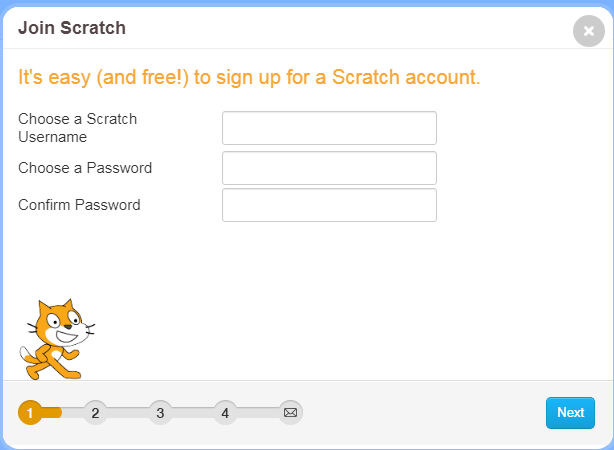 Join Scratch
It's easy (and free!) to sign up for a Scratch account.
Choose a Scratch
Username
Choose a Password
Confirm Password
1 2 3 4
Next